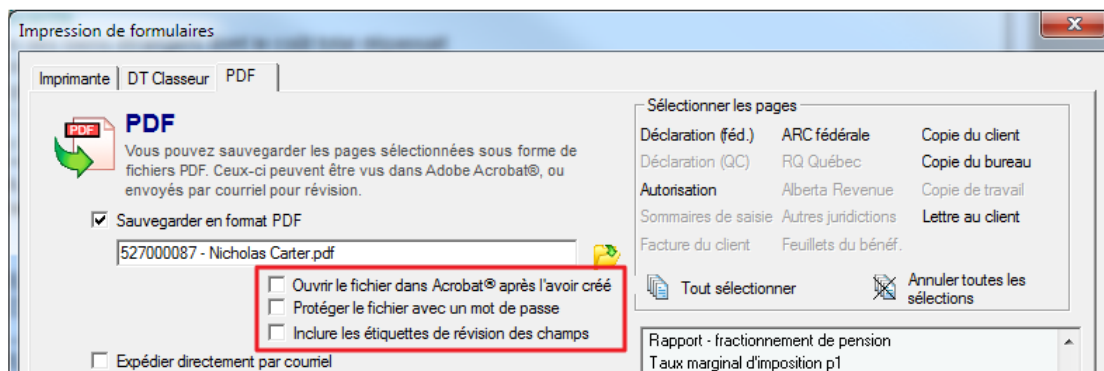 Impression de formulaires
Imprimante
DT Classeur
PDF
PDF
PDF
Vous pouvez sauvegarder les pages sélectionnées sous forme de
fichiers PDF. Ceux-ci peuvent être vus dans Adobe Acrobat®, ou
envoyés par courriel pour révision.
Sauvegarder en format PDF
527000087 - Nicholas Carter.pdf
Ouvrir le fichier dans Acrobat® après l'avoir créé
Protéger le fichier avec un mot de passe
Inclure les étiquettes de révision des champs
Expédier directement par courriel
Sélectionner les pages
Déclaration (féd.) ARC fédérale Copie du client
Déclaration (QC) RQ Québec Copie du bureau
Autorisation Alberta Revenue Copie de travail
Sommaires de saisie Autres juridictions Lettre au client
Facture du client Feuillets du bénéf.
Tout sélectionner
Annuler toutes les
sélections
Rapport - fractionnement de pension
Taux marginal d'imposition p1